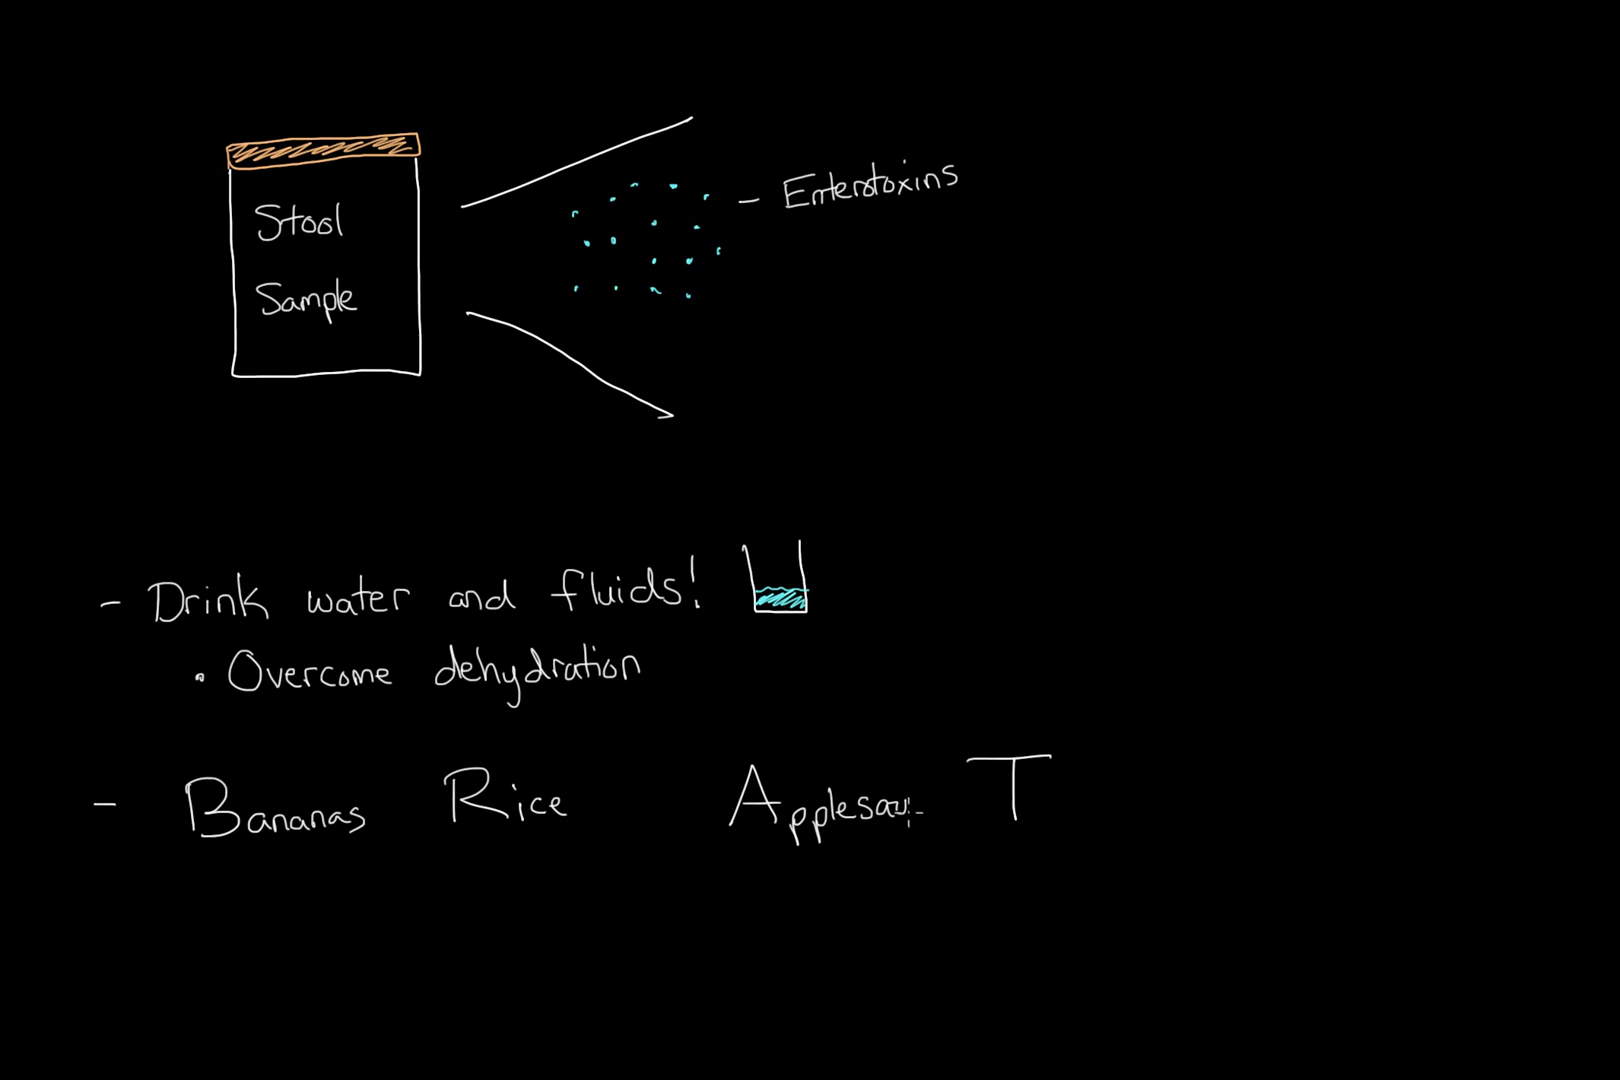 Stool
Sample
- Enterotoxins
- Drink water and fluids!
• Overcome dehydration
- Bananas Rice Applesau T